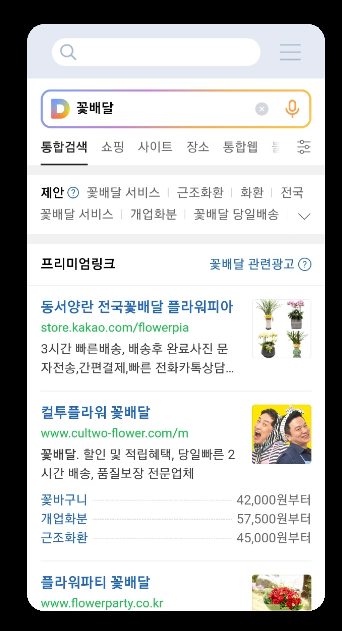 꽃배달
통합검색 쇼핑 사이트 장소 통합웹
제안 ? 꽃배달 서비스 근조화환 화환 전국
꽃배달 서비스 개업화분 꽃배달 당일배송
프리미엄링크 꽃배달 관련광고 ?
동서양란 전국꽃배달 플라워피아
store.kakao.com/flowerpia
3시간 빠른배송, 배송후 완료사진 문
자전송,간편결제,빠른 전화카톡상담...
컬투플라워 꽃배달
www.cultwo-flower.com/m
꽃배달. 할인 및 적립혜택, 당일빠른 2
시간 배송, 품질보장 전문업체
꽃바구니 42,000원부터
개업화분 57,500원부터
근조화환 45,000원부터
플라워파티 꽃배달
www.flowerparty.co.kr